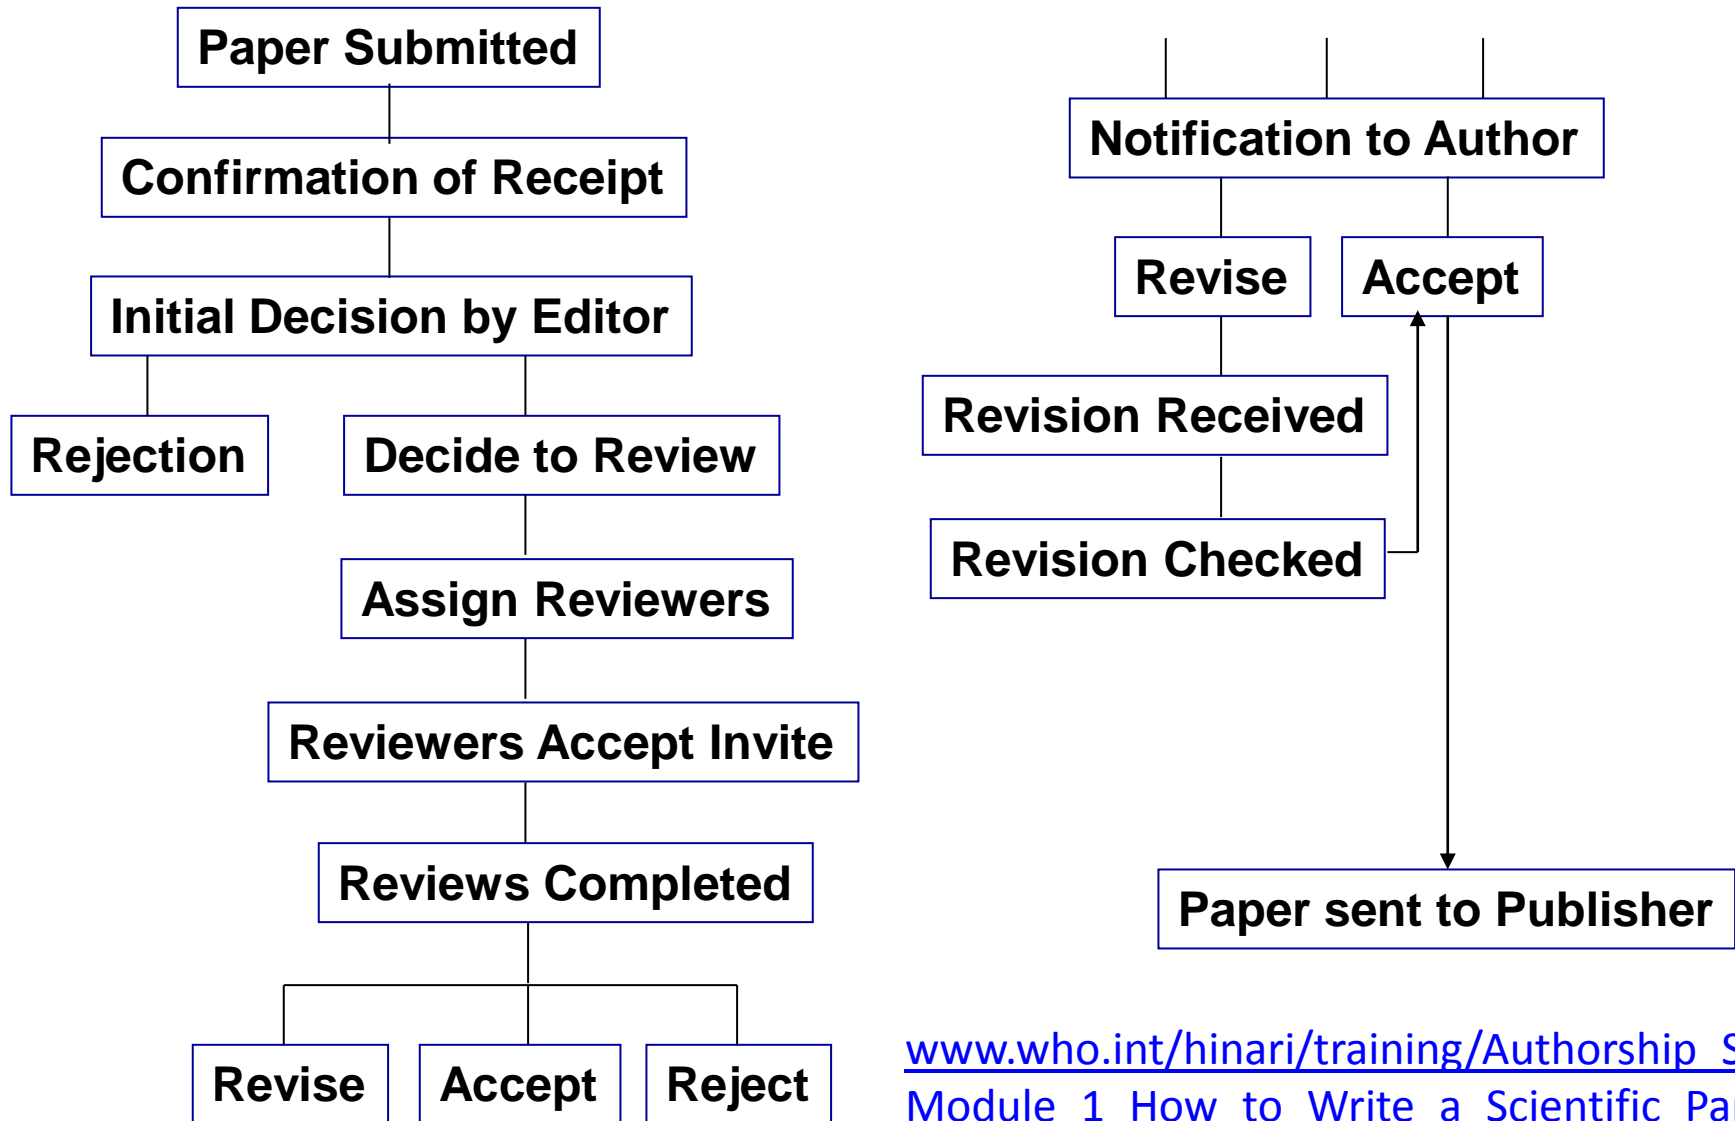 Paper Submitted
Confirmation of Receipt
Initial Decision by Editor
Rejection
Decide to Review
Assign Reviewers
Reviewers Accept Invite
Reviews Completed
Revise
Accept
Reject
Notification to Author
Revise
Accept
Revision Received
Revision Checked
Paper sent to Publisher
www.who.int/hinari/training/Authorship_S
Module 1 How to Write a Scientific Pa